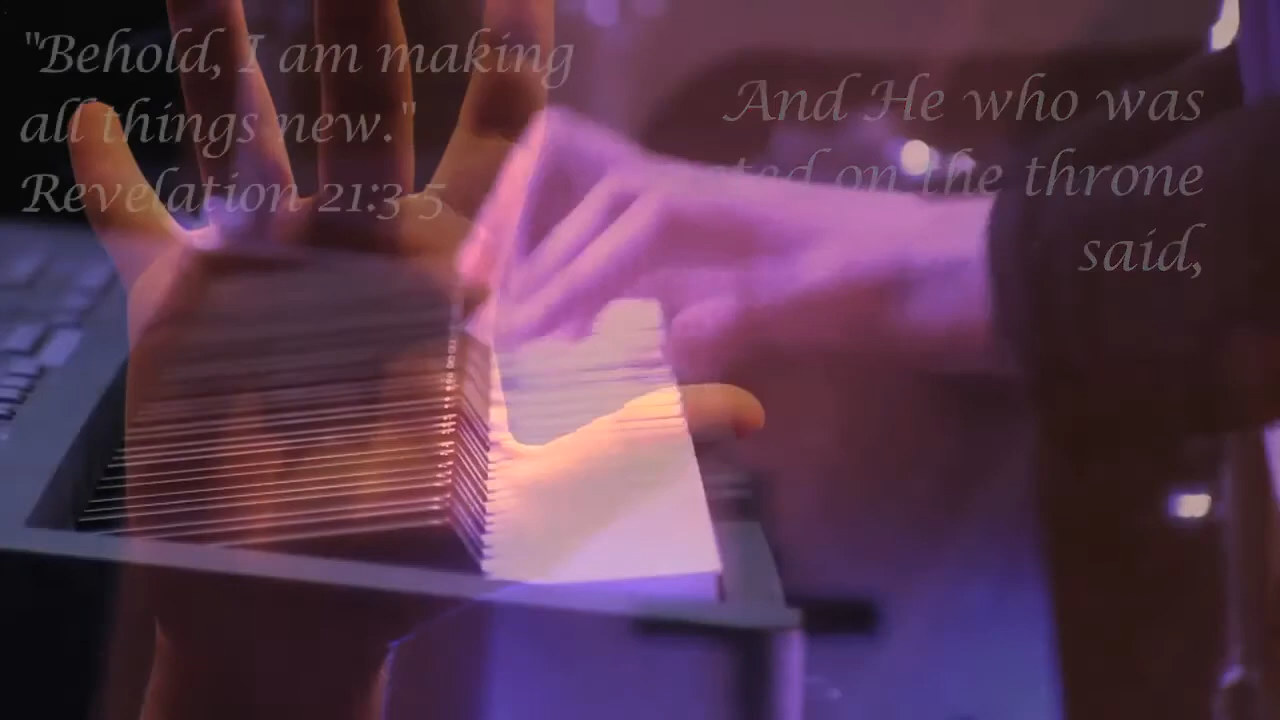 "Behold, I am making
all things new."
Revelation 21:3-5
And He who was
on the throne
said,